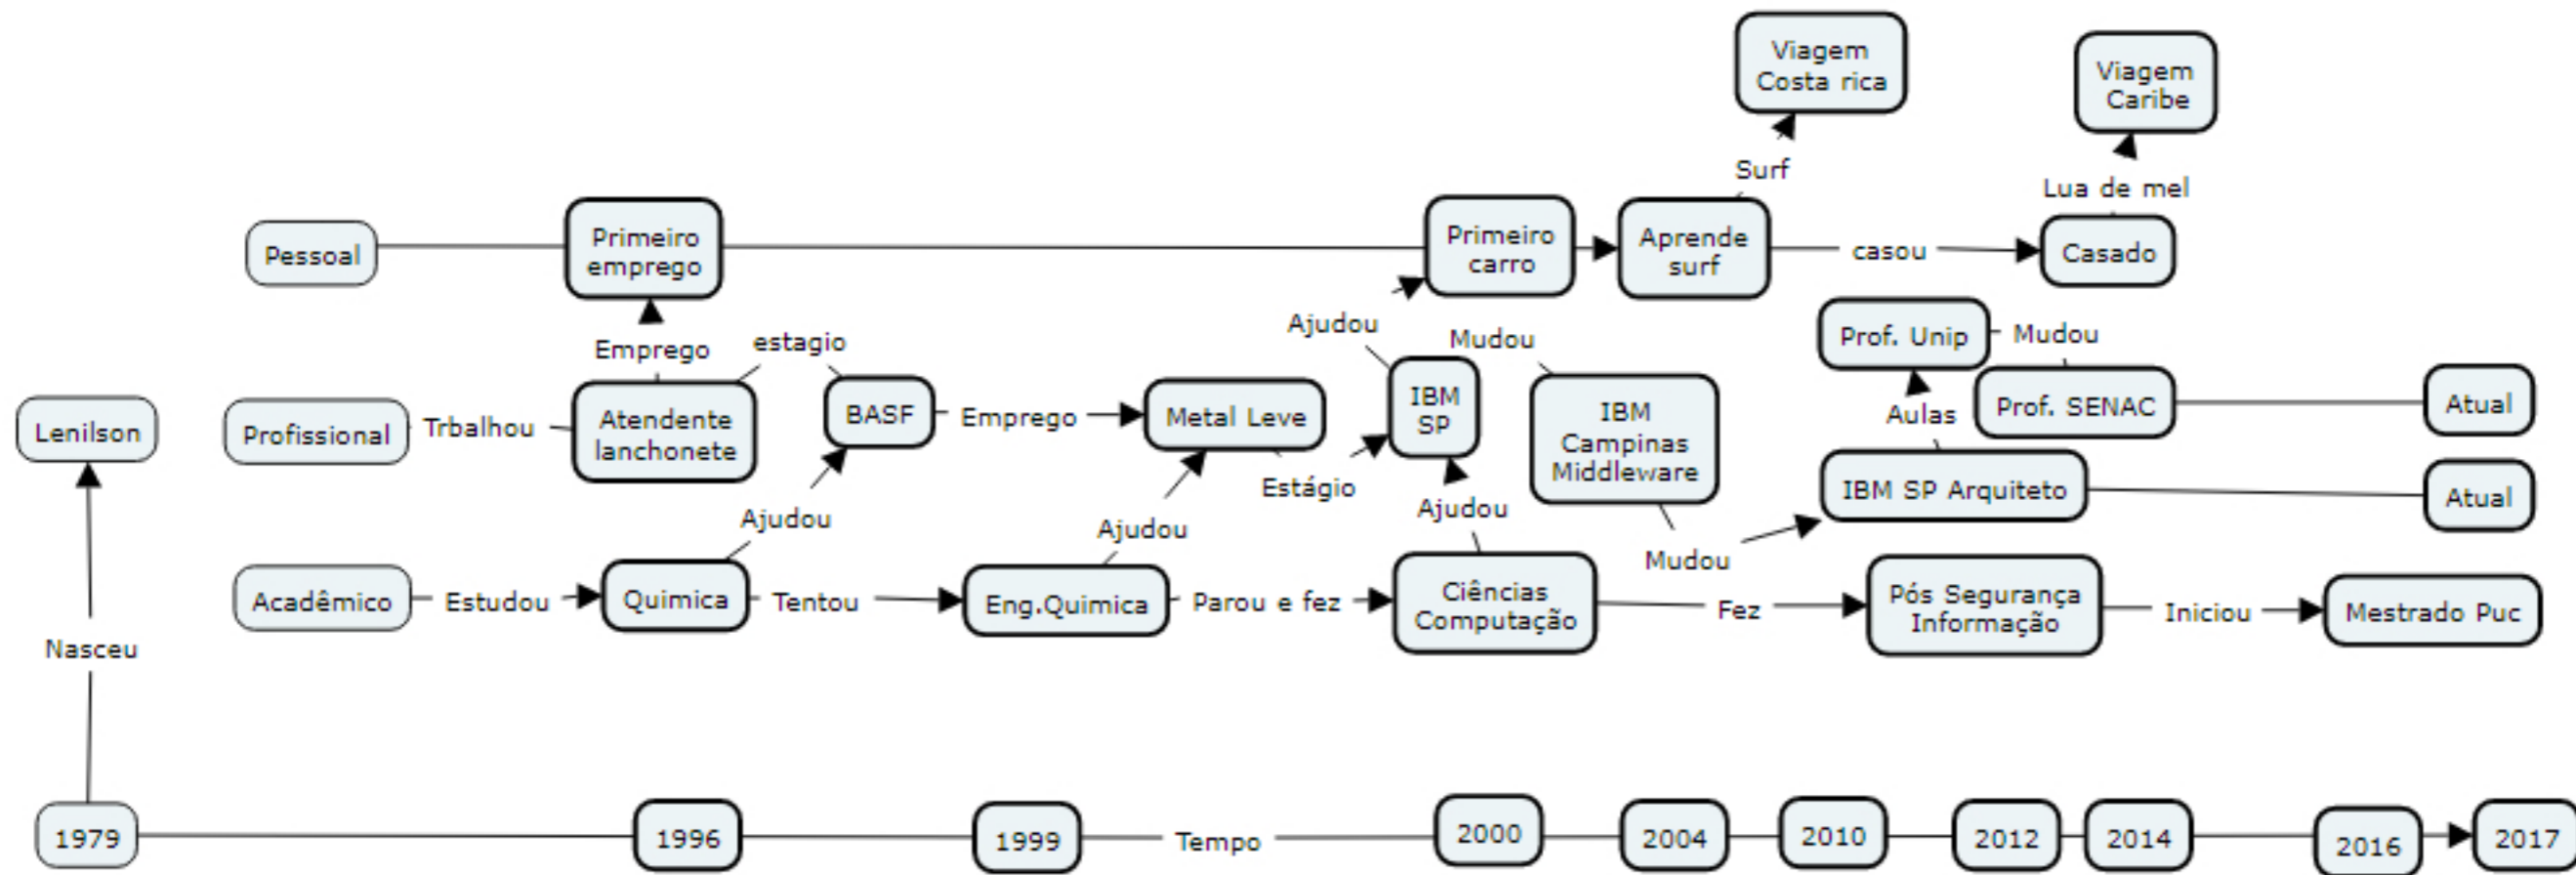 Viagem
Costa rica
Viagem
Caribe
Surf
Lua de mel
Pessoal
Primeiro
emprego
Primeiro
carro
Aprende
surf
casou
Casado
Emprego
estagio
Ajudou
Mudou
Prof. Unip
Mudou
Lenilson
Profissional
Trbalhou
Atendente
lanchonete
BASF
Emprego
Metal Leve
IBM
SP
IBM
Campinas
Middleware
Aulas
Prof. SENAC
Atual
Estágio
IBM SP Arquiteto
Atual
Ajudou
Ajudou
Ajudou
Mudou
Acadêmico
Estudou
Quimica
Tentou
Eng.Quimica
Parou e fez
Ciências
Computação
Fez
Pós Segurança
Informação
Iniciou
Mestrado Puc
Nasceu
1979
1996
1999
Tempo
2000
2004
2010
2012
2014
2016
2017